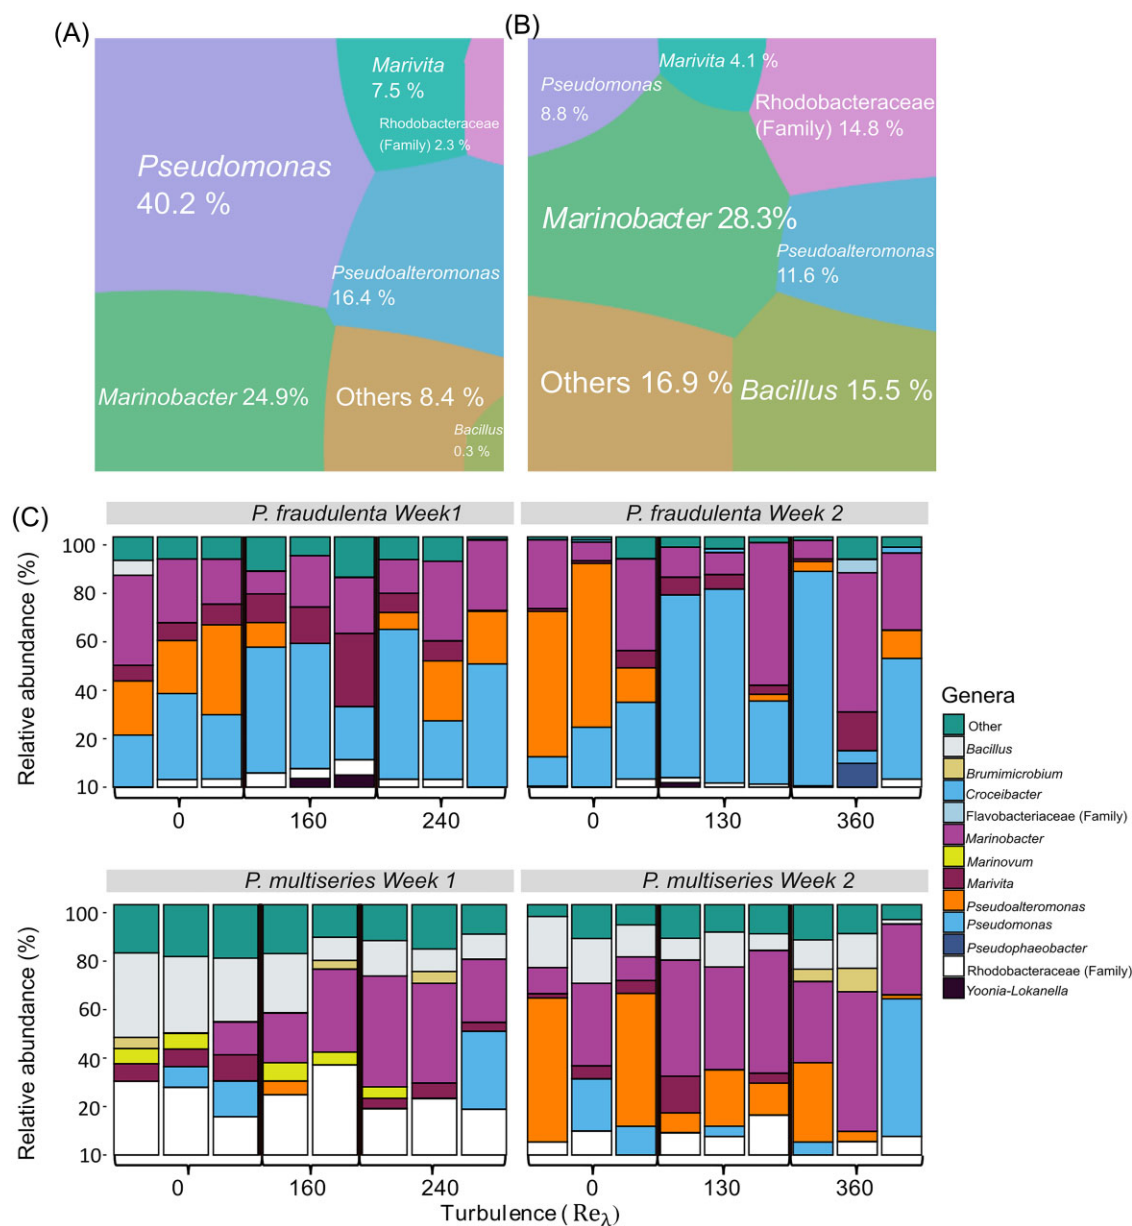 (A)
Marivita
7.5 %
Rhodobacteraceae
(Family) 2.3 %
Pseudomonas
40.2 %
Pseudoalteromonas
16.4 %
Marinobacter 24.9%
Others 8.4 %
Bacillus
0.3 %
(B)
Marivita 4.1 %
Pseudomonas
8.8 %
Rhodobacteraceae
(Family) 14.8 %
Marinobacter 28.3%
Pseudoalteromonas
11.6 %
Others 16.9 %
Bacillus 15.5 %
(C)
P. fraudulenta Week1
P. fraudulenta Week 2
Relative abundance (%)
100
80
60
40
20
10
0
160
240
0
130
360
P. multiseries Week 1
P. multiseries Week 2
Relative abundance (%)
100
80
60
40
20
10
0
160
240
0
130
360
Turbulence ( Reλ)
Genera
Other
Bacillus
Brumimicrobium
Croceibacter
Flavobacteriaceae (Family)
Marinobacter
Marinovum
Marivita
Pseudoalteromonas
Pseudomonas
Pseudophaeobacter
Rhodobacteraceae (Family)
Yoonia-Lokanella